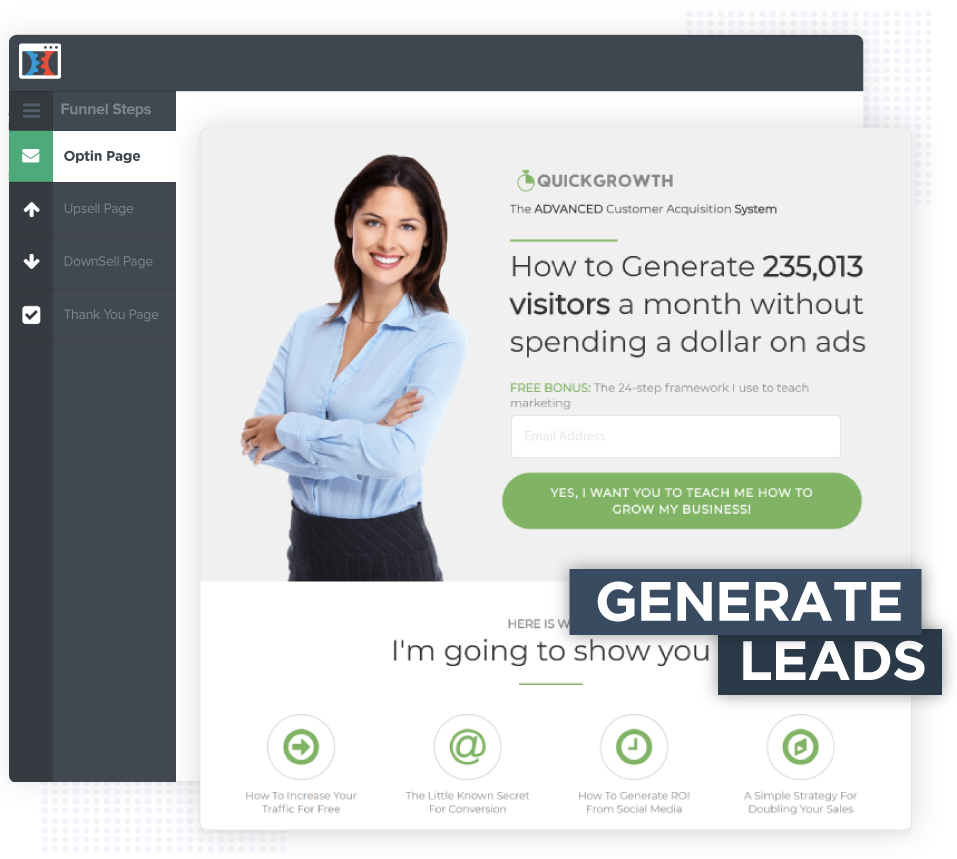 Funnel Steps
Optin Page
Upsell Page
DownSell Page
Thank You Page
QUICKGROWTH
The ADVANCED Customer Acquisition System
How to Generate 235,013
visitors a month without
spending a dollar on ads
FREE BONUS: The 24-step framework I use to teach
marketing
Email Address
YES, I WANT YOU TO TEACH ME HOW TO
GROW MY BUSINESS!
GENERATE
LEADS
HERE IS
I'm going to show you
How To Increase Your
Traffic For Free
The Little Known Secret
For Conversion
How To Generate ROI
From Social Media
A Simple Strategy For
Doubling Your Sales